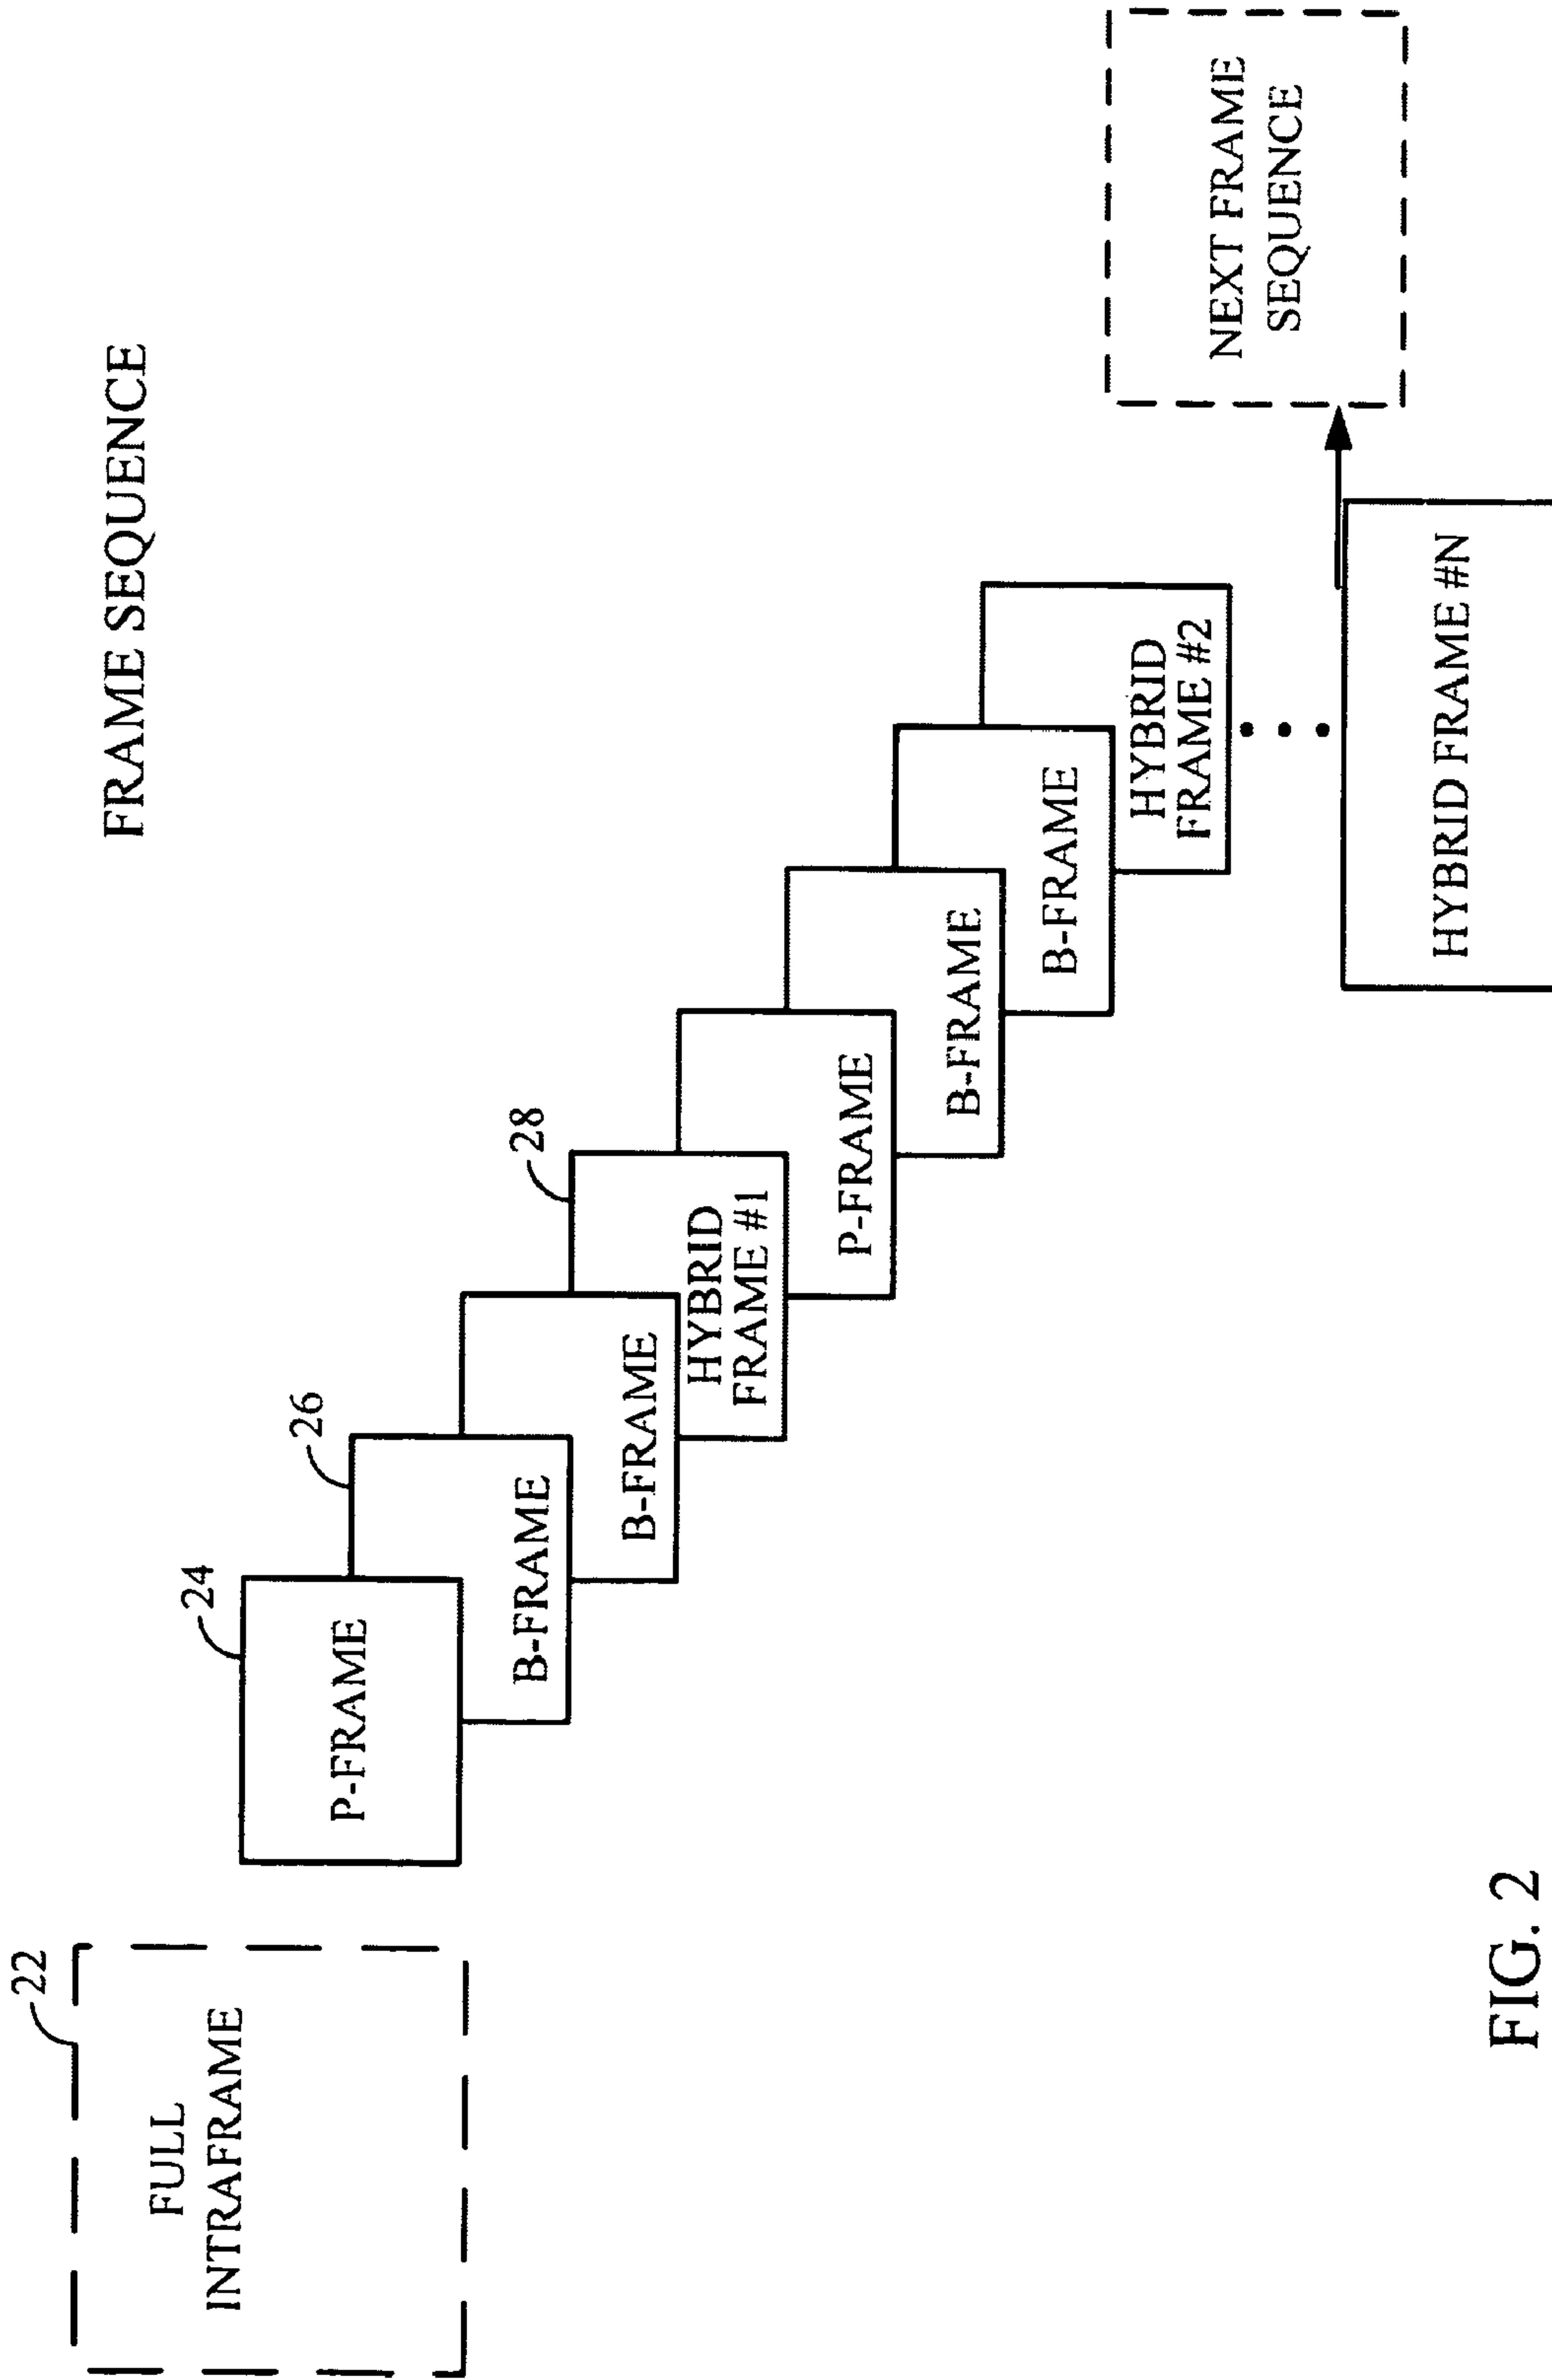 FRAME SEQUENCE
22
FULL
INTRAFRAME
24
P-FRAME
26
B-FRAME
B-FRAME
28
HYBRID
FRAME #1
P-FRAME
B-FRAME
B-FRAME
HYBRID
FRAME #2
HYBRID FRAME #N
NEXT FRAME
SEQUENCE
FIG. 2